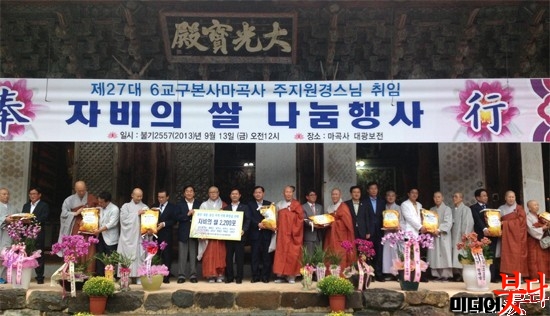 殿寶光大
제27대 6교구본사마곡사 주지원경스님 취임
奉 자비의 쌀 나눔행사 行
일시 : 불기2557(2013)년 9월 13일 (금) 오전12시
장소 : 마곡사 대광보전
자비의 쌀 2,200포
미디어 붓다